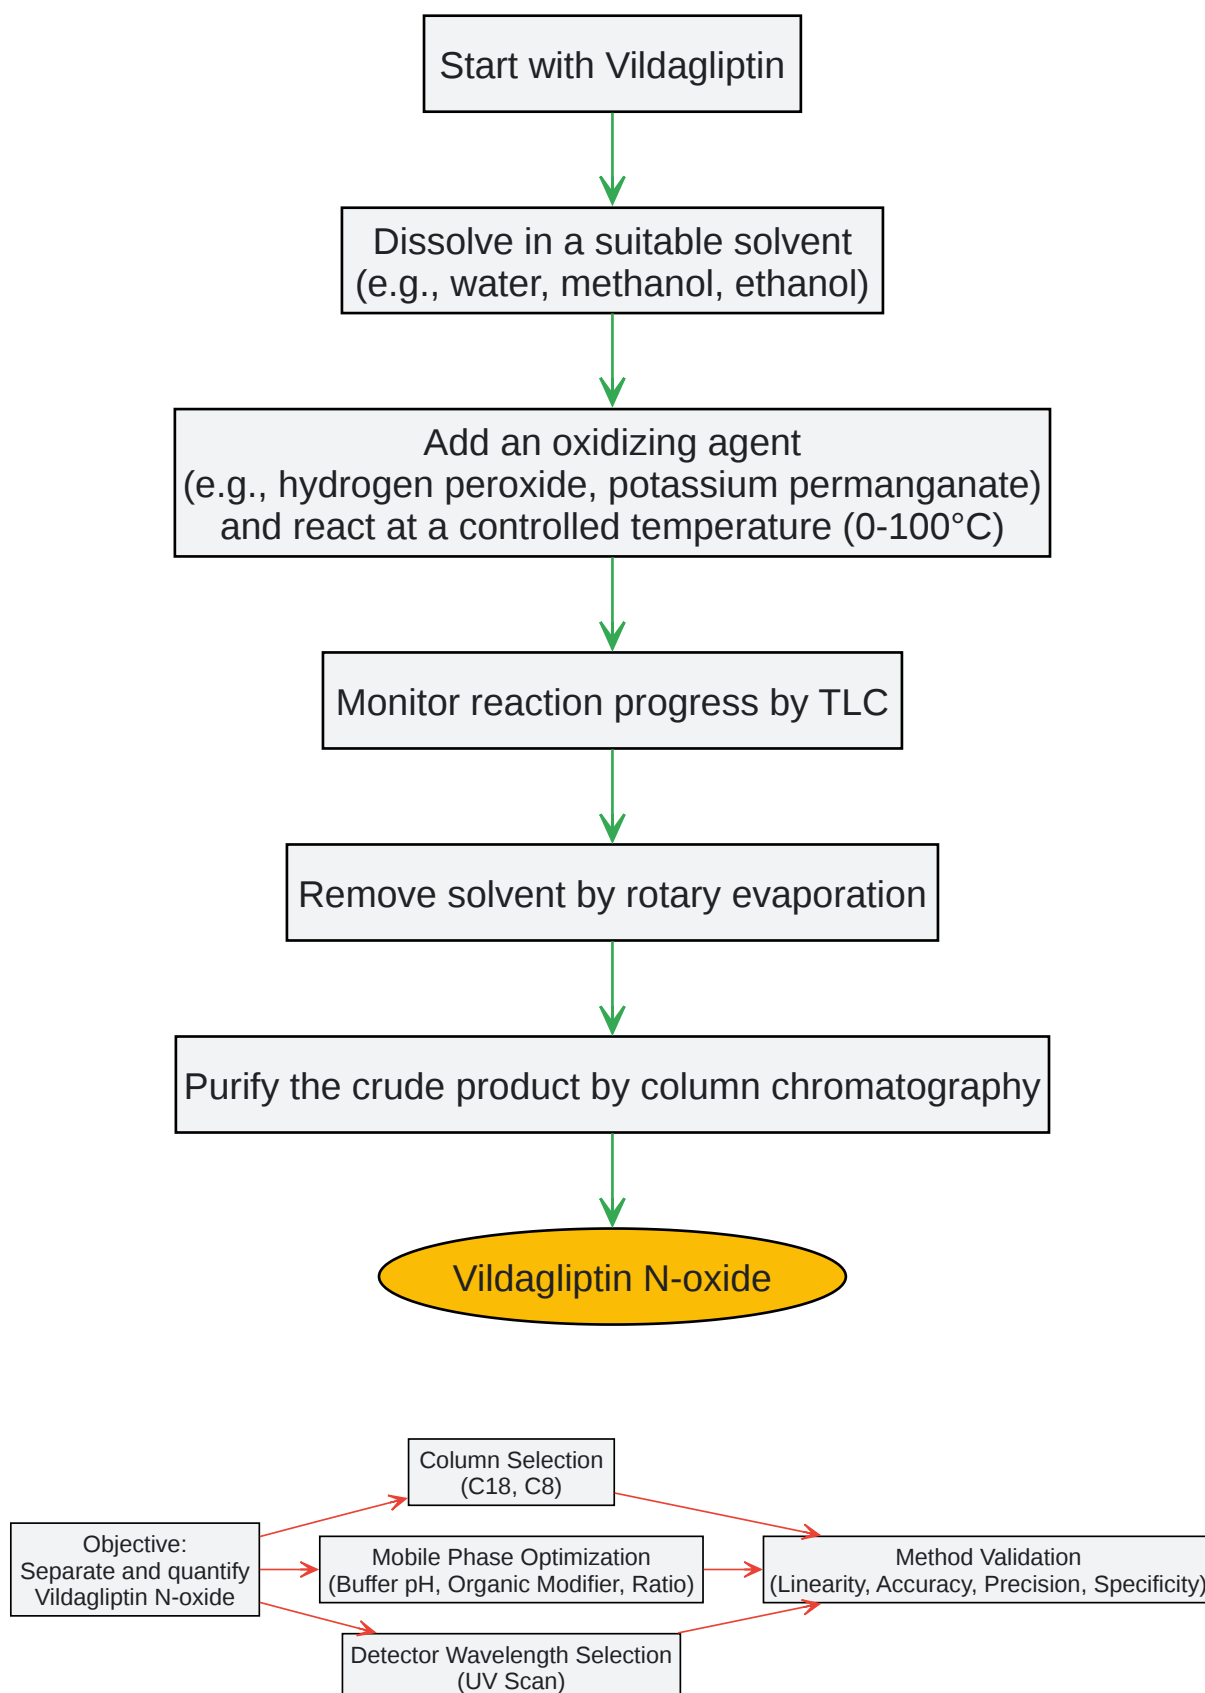 Start with Vildagliptin
Dissolve in a suitable solvent
(e.g., water, methanol, ethanol)
Add an oxidizing agent
(e.g., hydrogen peroxide, potassium permanganate)
and react at a controlled temperature (0-100°C)
Monitor reaction progress by TLC
Remove solvent by rotary evaporation
Purify the crude product by column chromatography
Vildagliptin N-oxide
Objective:
Separate and quantify
Vildagliptin N-oxide
Column Selection
(C18, C8)
Mobile Phase Optimization
(Buffer pH, Organic Modifier, Ratio)
Detector Wavelength Selection
(UV Scan)
Method Validation
(Linearity, Accuracy, Precision, Specificity)